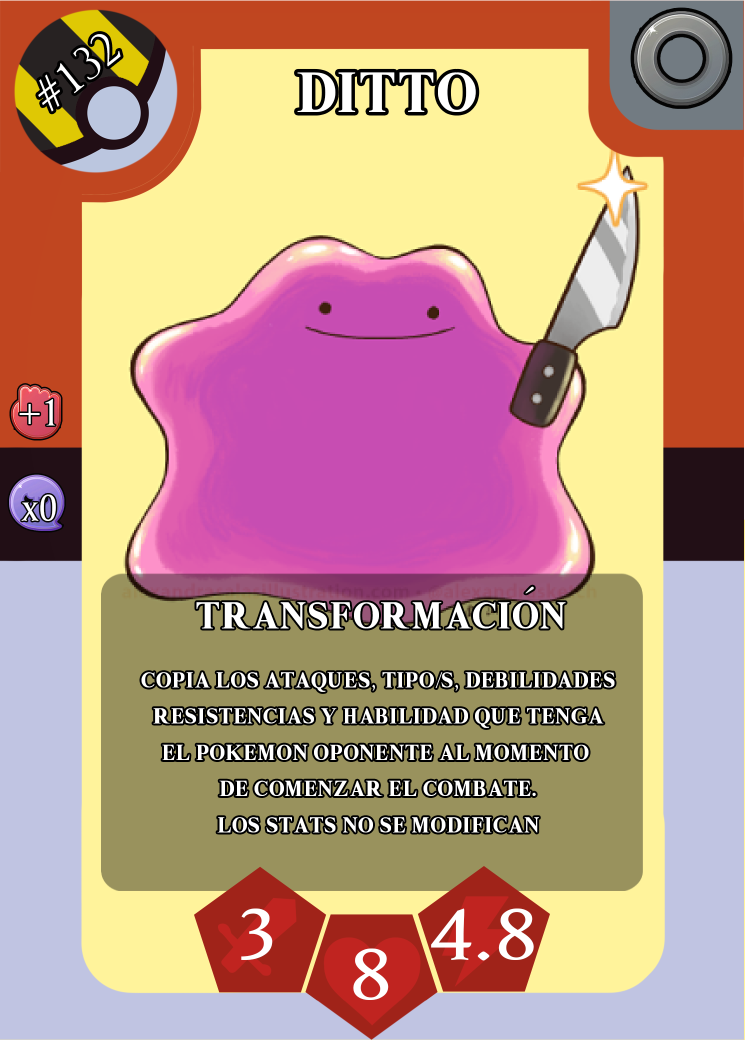 #132
DITTO
+1
x0
TRANSFORMACIÓN
COPIA LOS ATAQUES, TIPO/S, DEBILIDADES
RESISTENCIAS Y HABILIDAD QUE TENGA
EL POKEMON OPONENTE AL MOMENTO
DE COMENZAR EL COMBATE.
LOS STATS NO SE MODIFICAN
3
8
4.8